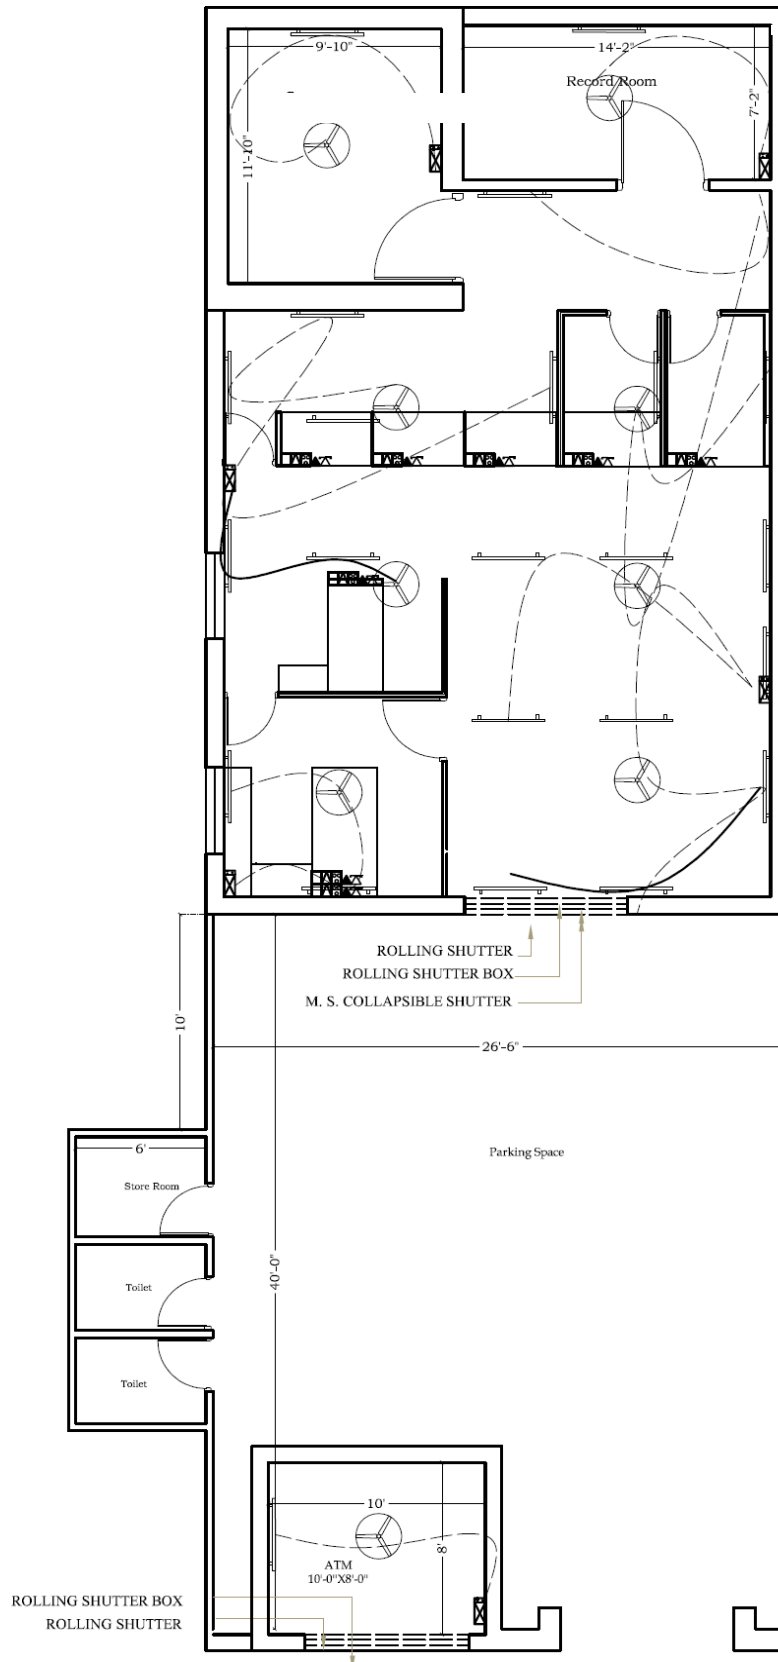 9'-10"
14'-2"
Record Room
7'-2"
11'-10"
ROLLING SHUTTER
ROLLING SHUTTER BOX
M. S. COLLAPSIBLE SHUTTER
10'
26'-6"
Parking Space
6'
Store Room
40'-0"
Toilet
Toilet
10'
8'
ATM
10'-0"X8'-0"
ROLLING SHUTTER BOX
ROLLING SHUTTER